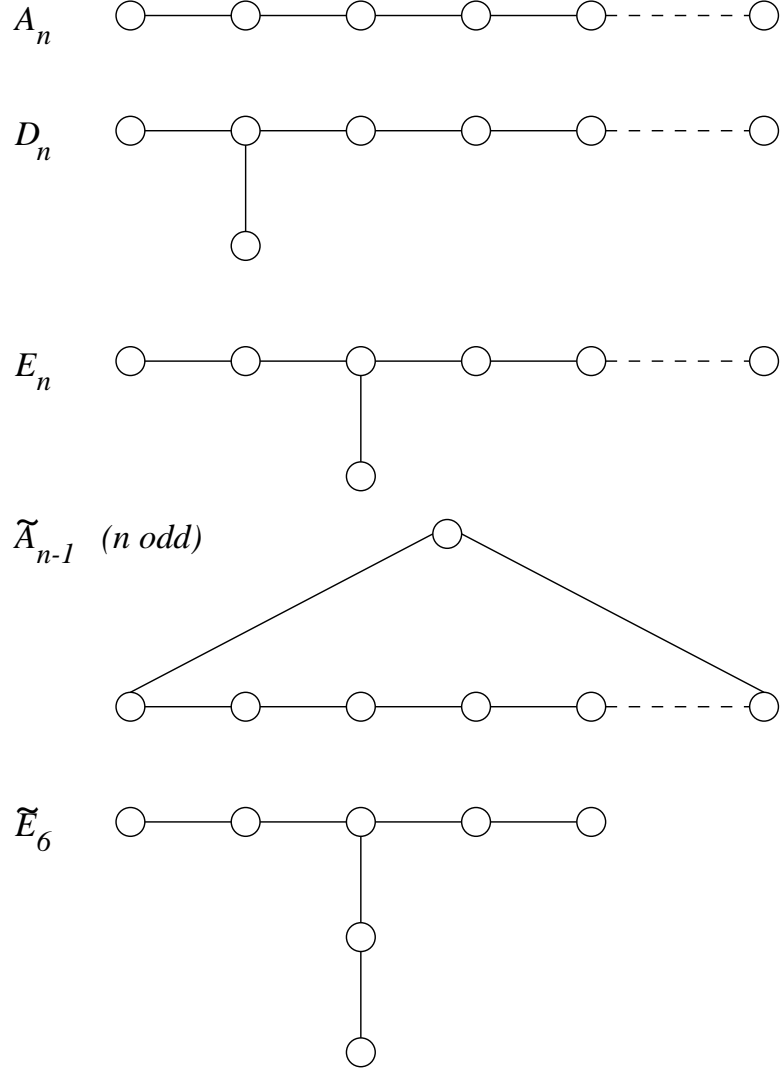 A_n
D_n
E_n
Ã_{n-1} (n odd)
Ẽ_6